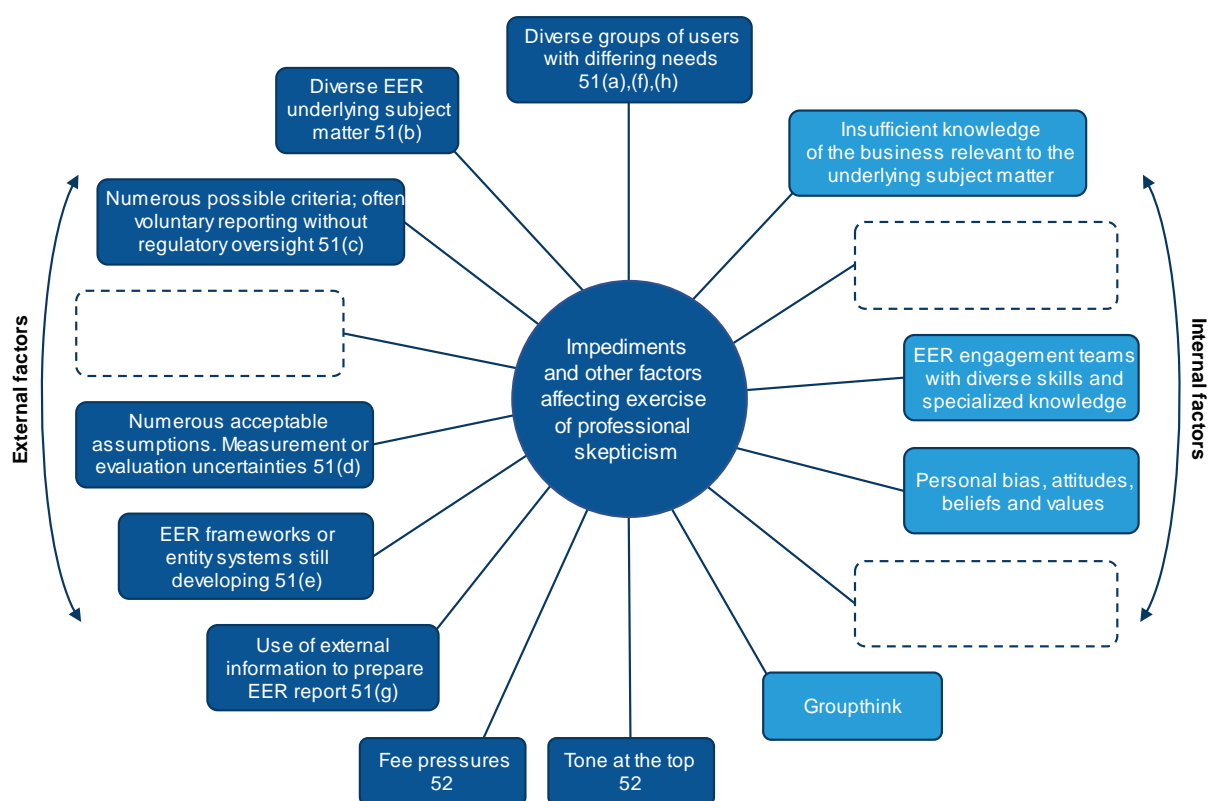 Diverse groups of users
with differing needs
51(a),(f),(h)
Diverse EER
underlying subject
matter 51(b)
Insufficient knowledge
of the business relevant to the
underlying subject matter
Numerous possible criteria; often
voluntary reporting without
regulatory oversight 51(c)
External factors
Internal factors
Impediments
and other factors
affecting exercise
of professional
skepticism
EER engagement teams
with diverse skills and
specialized knowledge
Numerous acceptable
assumptions. Measurement or
evaluation uncertainties 51(d)
Personal bias, attitudes,
beliefs and values
EER frameworks or
entity systems still
developing 51(e)
Use of external
information to prepare
EER report 51(g)
Groupthink
Fee pressures
52
Tone at the top
52